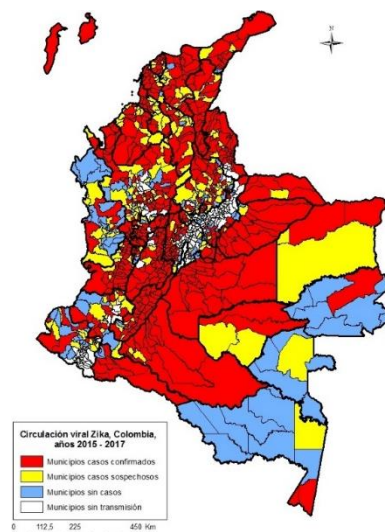 N
Circulación viral Zika, Colombia,
años 2015 - 2017
Municipios casos confirmados
Municipios casos sospechosos
Municipios sin casos
Municipios sin transmisión
0 112,5 225 450 Km